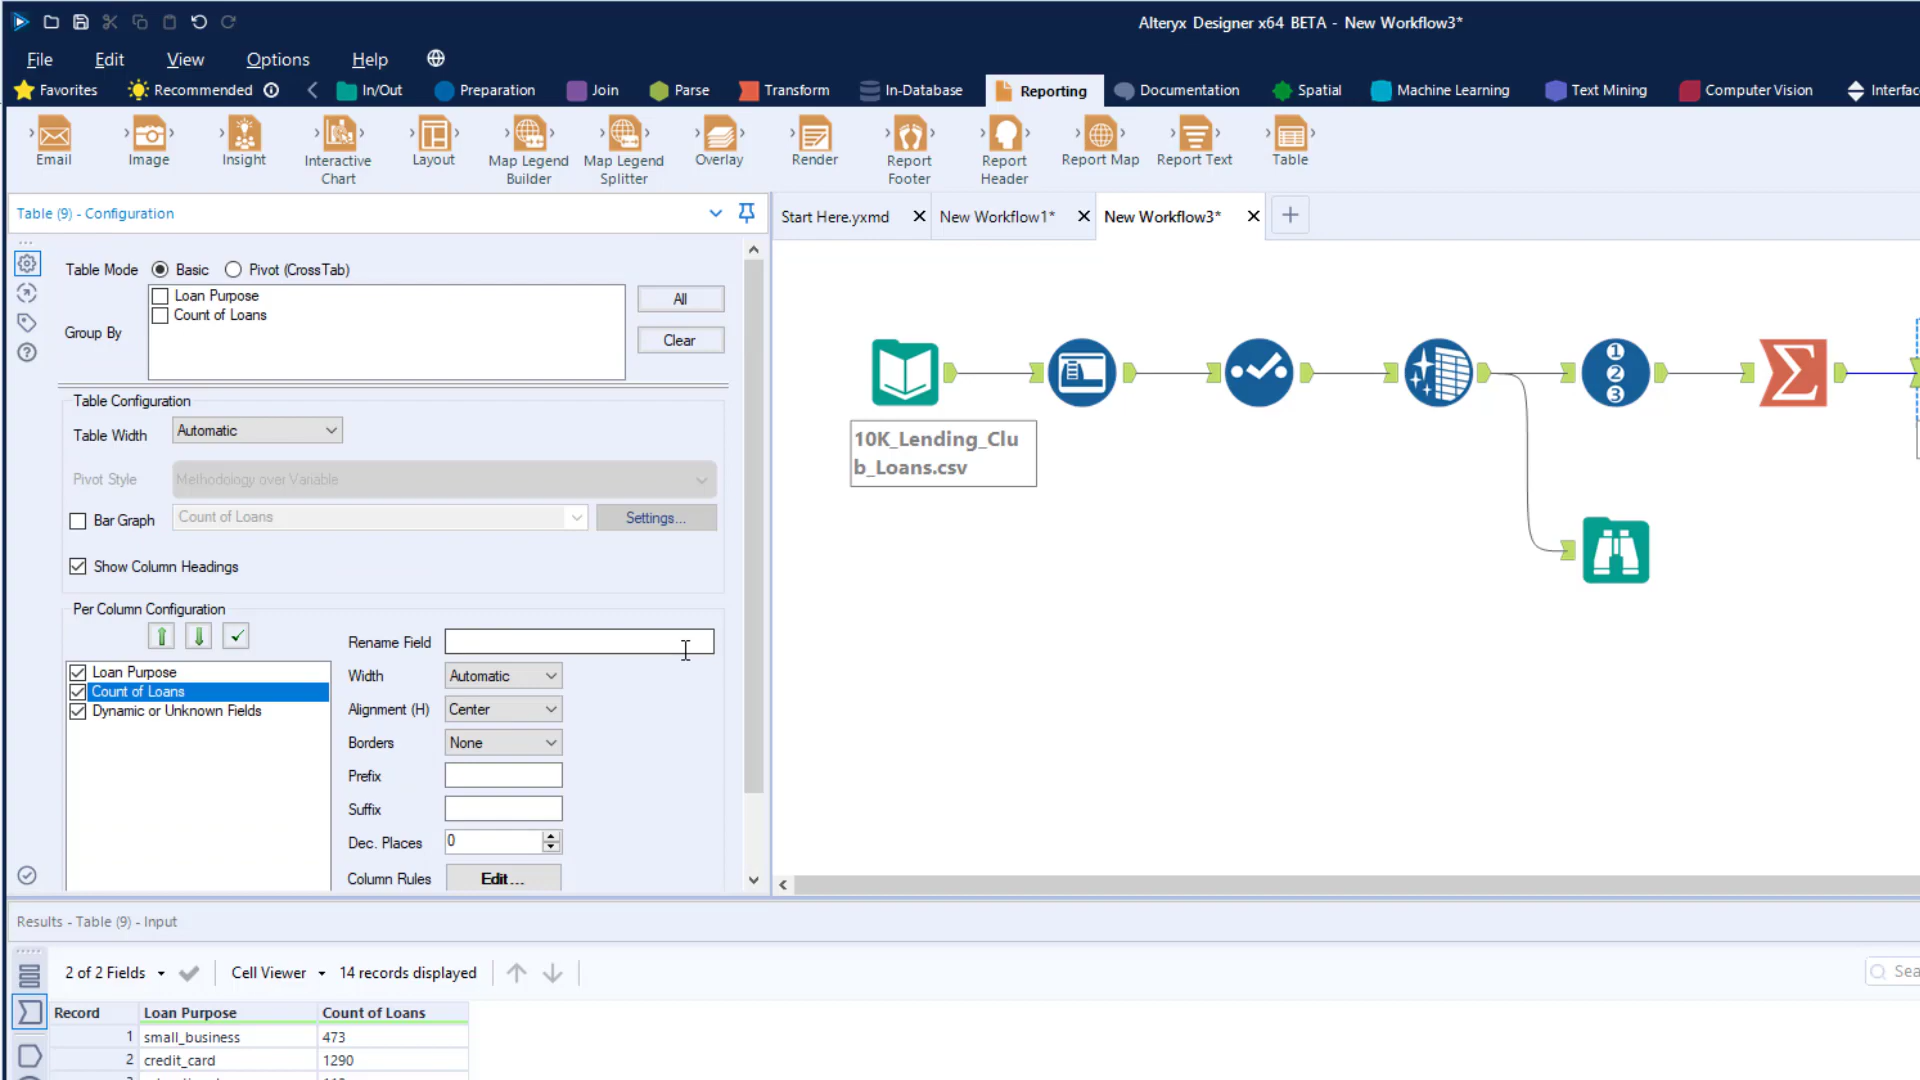 Alteryx Designer x64 BETA - New Workflow3*
File Edit View Options Help
Favorites Recommended In/Out Preparation Join Parse Transform In-Database Reporting Documentation Spatial Machine Learning Text Mining Computer Vision
Email Image Insight Interactive Chart Layout Map Legend Builder Map Legend Splitter Overlay Render Report Footer Report Header Report Map Report Text Table
Table (9) - Configuration
Start Here.yxmd New Workflow1* New Workflow3*
Table Mode Basic Pivot (CrossTab)
Loan Purpose
Count of Loans
Group By
All
Clear
Table Configuration
Table Width Automatic
Pivot Style Methodology over Variable
Bar Graph Count of Loans Settings...
Show Column Headings
Per Column Configuration
Loan Purpose
Count of Loans
Dynamic or Unknown Fields
Rename Field
Width Automatic
Alignment (H) Center
Borders None
Prefix
Suffix
Dec. Places 0
Column Rules Edit...
1
2
3
10K_Lending_Clu
b_Loans.csv
Results - Table (9) - Input
2 of 2 Fields Cell Viewer 14 records displayed
Record Loan Purpose Count of Loans
1 small_business 473
2 credit_card 1290